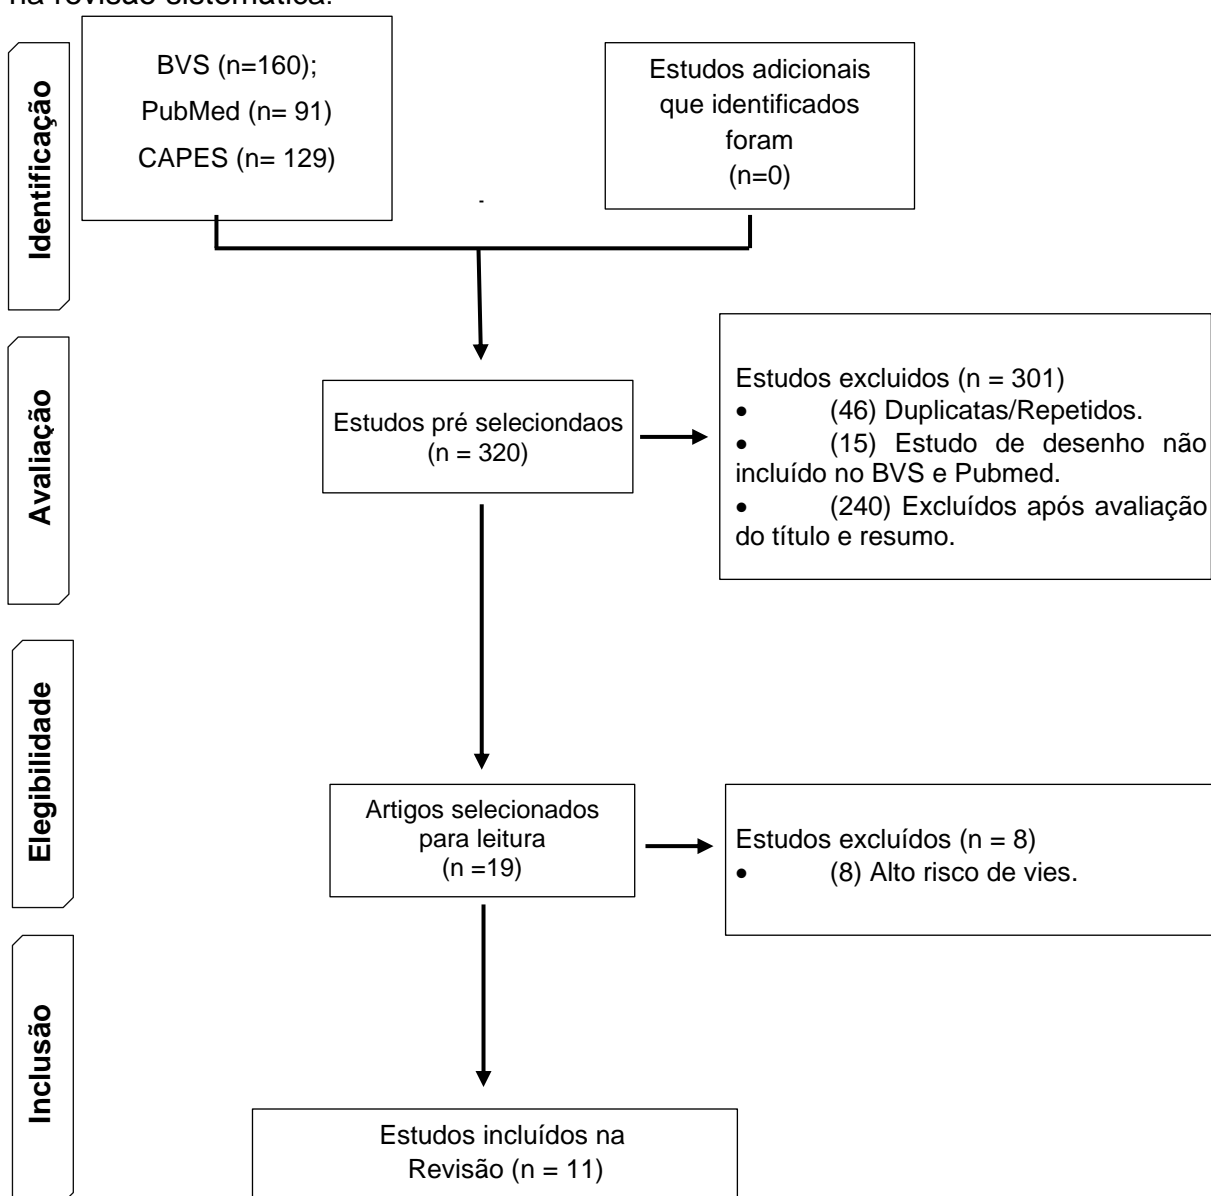 na revisão sistemática.
Identificação
BVS (n=160);
PubMed (n= 91)
CAPES (n= 129)
Estudos adicionais
que identificados
foram
(n=0)
-
Avaliação
Estudos pré seleciondaos
(n = 320)
Estudos excluidos (n = 301)
• (46) Duplicatas/Repetidos.
• (15) Estudo de desenho não
incluído no BVS e Pubmed.
• (240) Excluídos após avaliação
do título e resumo.
Elegibilidade
Artigos selecionados
para leitura
(n =19)
Estudos excluídos (n = 8)
• (8) Alto risco de vies.
Inclusão
Estudos incluídos na
Revisão (n = 11)